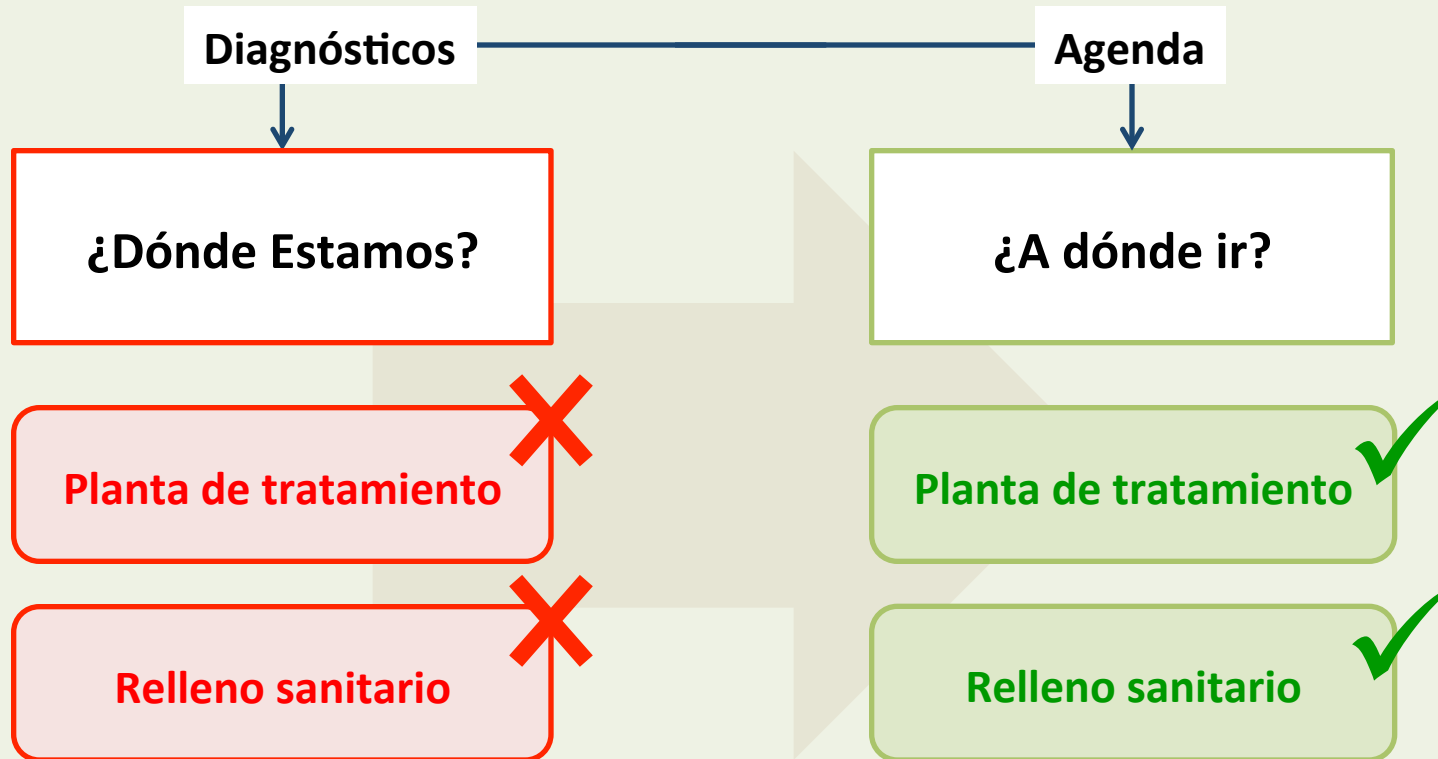 Diagnósticos
Agenda
¿Dónde Estamos?
¿A dónde ir?
Planta de tratamiento
Planta de tratamiento
Relleno sanitario
Relleno sanitario